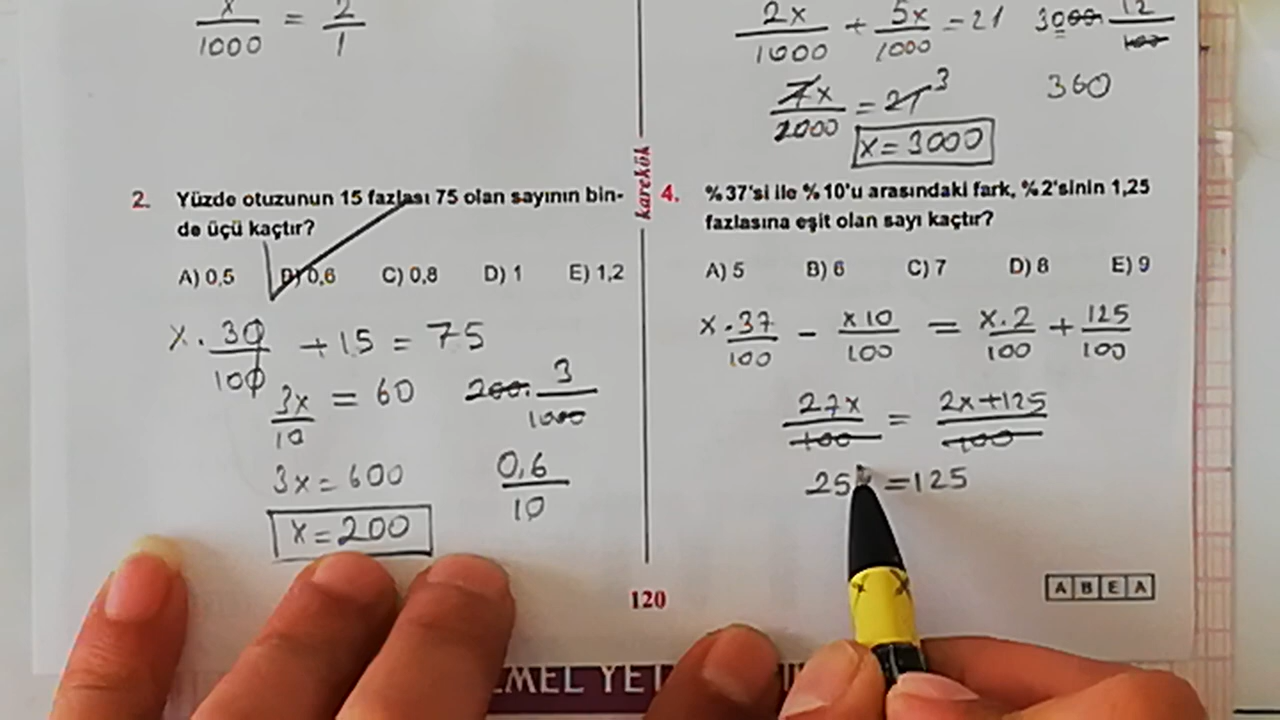 x/1000 = 2/1
2. Yüzde otuzunun 15 fazlası 75 olan sayının bin-
de üçü kaçtır?
A) 0,5 B) 0,6 C) 0,8 D) 1 E) 1,2
x . 30/100 + 15 = 75
3x/10 = 60
200. 3/1000
3x = 600
0,6/10
x = 200
karekök
2x/1000 + 5x/1000 = 21
3000 12/100
7x/2000 = 21 3
360
x = 3000
4. %37'si ile %10'u arasındaki fark, %2'sinin 1,25
fazlasına eşit olan sayı kaçtır?
A) 5 B) 6 C) 7 D) 8 E) 9
x . 37/100 - x 10/100 = x . 2/100 + 125/100
27x/100 = 2x+125/100
25 = 125
120
A B E A
EMEL YET